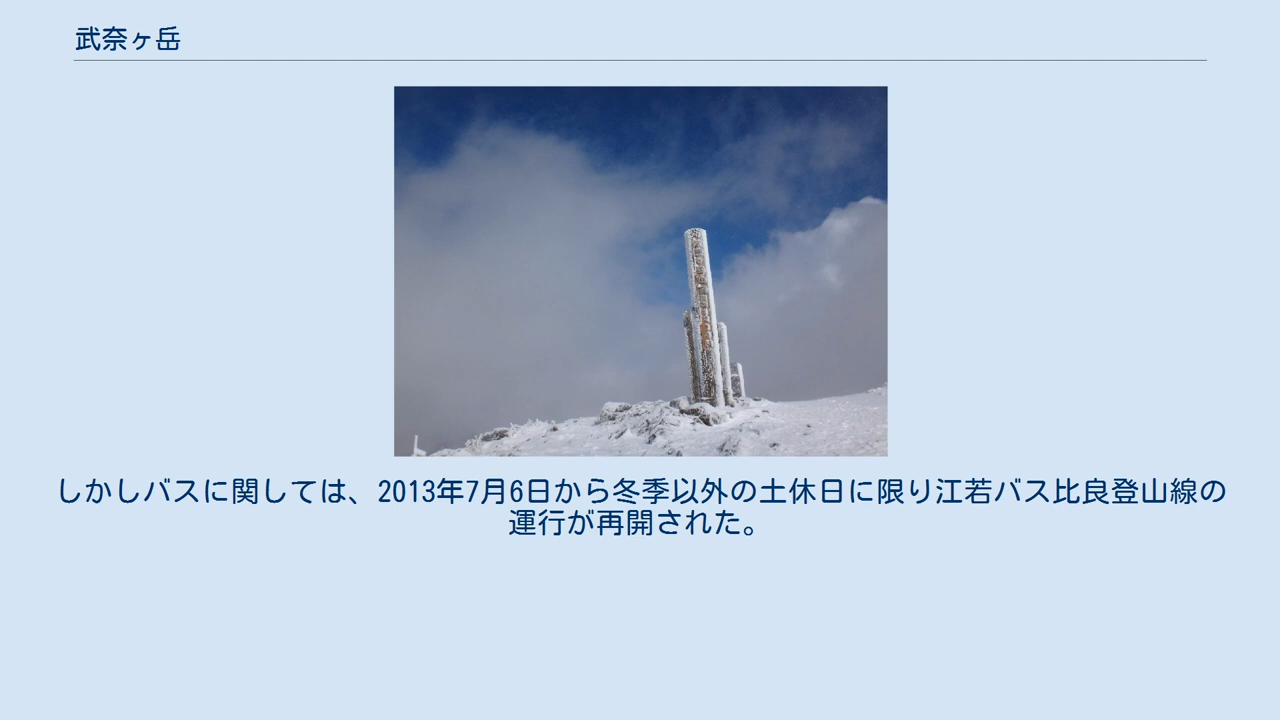 武奈ヶ岳
しかしバスに関しては、2013年7月6日から冬季以外の土休日に限り江若バス比良登山線の
運行が再開された。